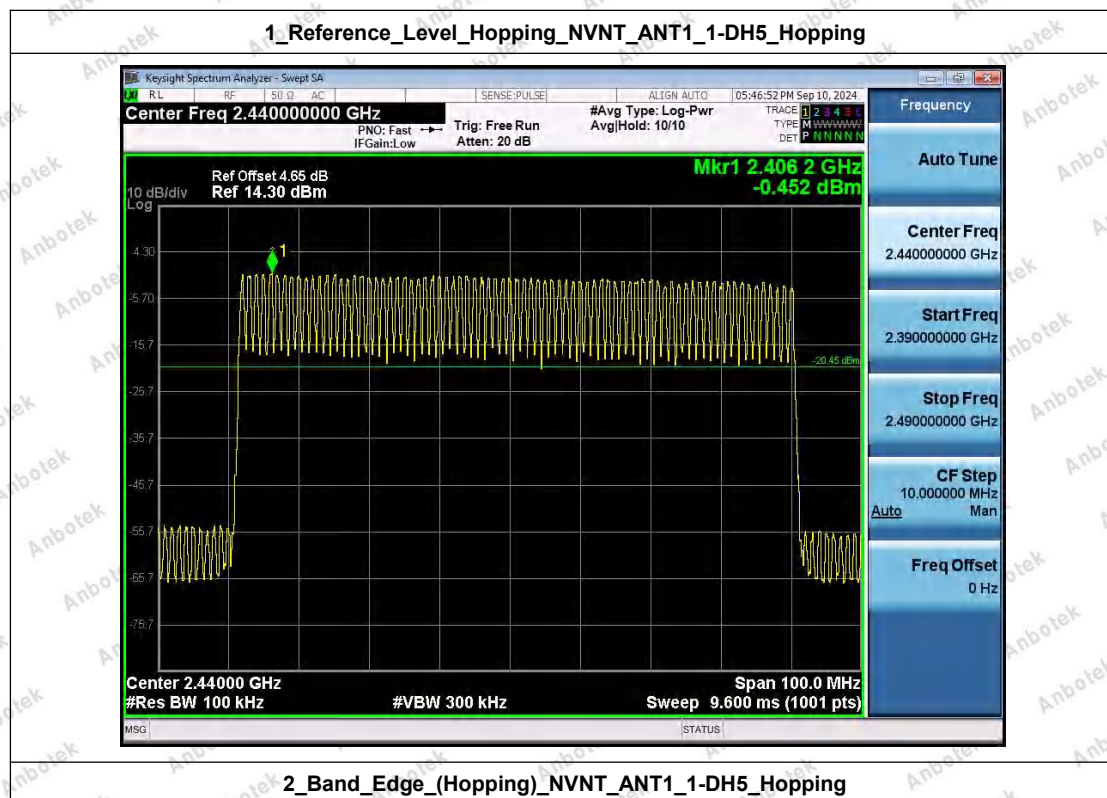 1_Reference_Level_Hopping_NVNT_ANT1_1-DH5_Hopping
Keysight Spectrum Analyzer - Swept SA
LXI RL RF 50 Ω AC SENSE:PULSE ALIGN AUTO 05:46:52 PM Sep 10, 2024
Center Freq 2.440000000 GHz
PNO: Fast
IFGain:Low
Trig: Free Run
Atten: 20 dB
#Avg Type: Log-Pwr
Avg|Hold: 10/10
TRACE 1 2 3 4 5 6
TYPE M WWWWW
DET P N N N N N
Mkr1 2.406 2 GHz
-0.452 dBm
Ref Offset 4.65 dB
10 dB/div Ref 14.30 dBm
Log
1
4.30
-5.70
-15.7
-20.45 dBm
-25.7
-35.7
-45.7
-55.7
-65.7
-75.7
Center 2.44000 GHz Span 100.0 MHz
#Res BW 100 kHz #VBW 300 kHz Sweep 9.600 ms (1001 pts)
MSG STATUS
Frequency
Auto Tune
Center Freq
2.440000000 GHz
Start Freq
2.390000000 GHz
Stop Freq
2.490000000 GHz
CF Step
10.000000 MHz
Auto Man
Freq Offset
0 Hz
2_Band_Edge_(Hopping)_NVNT_ANT1_1-DH5_Hopping
Anbotek